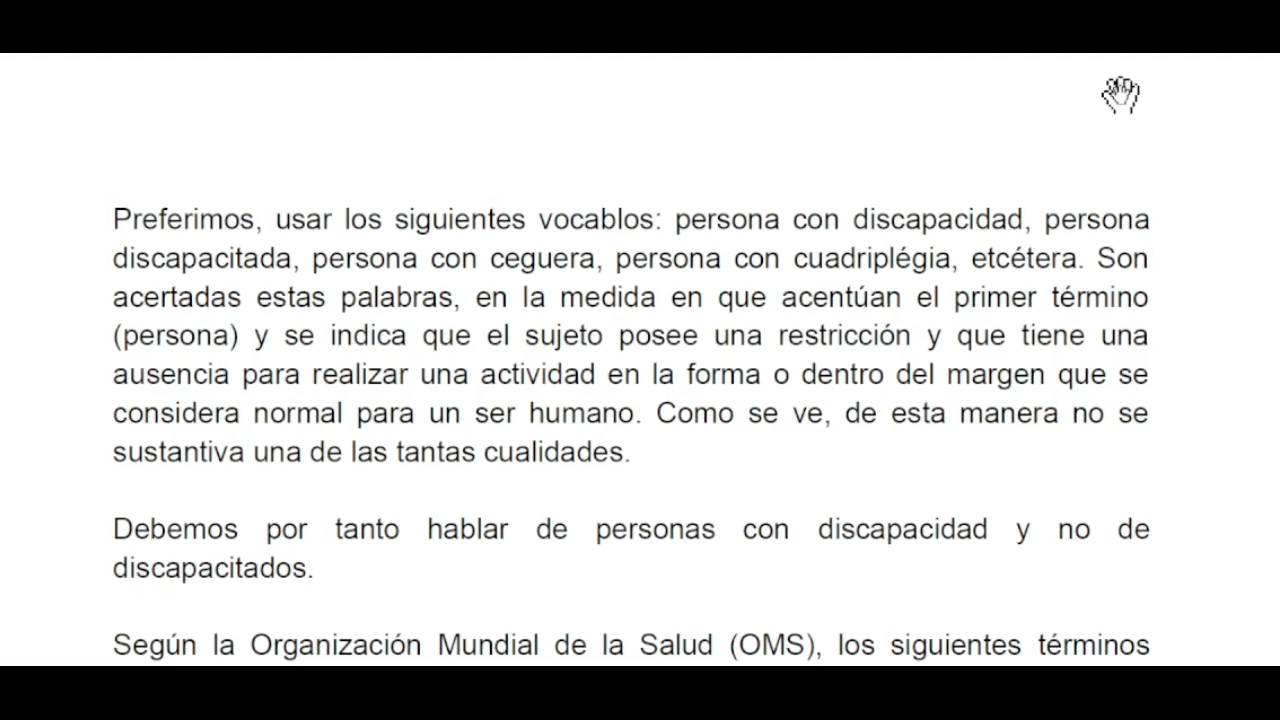 Preferimos, usar los siguientes vocablos: persona con discapacidad, persona
discapacitada, persona con ceguera, persona con cuadriplégia, etcétera. Son
acertadas estas palabras, en la medida en que acentúan el primer término
(persona) y se indica que el sujeto posee una restricción y que tiene una
ausencia para realizar una actividad en la forma o dentro del margen que se
considera normal para un ser humano. Como se ve, de esta manera no se
sustantiva una de las tantas cualidades.
Debemos por tanto hablar de personas con discapacidad y no de
discapacitados.
Según la Organización Mundial de la Salud (OMS), los siguientes términos